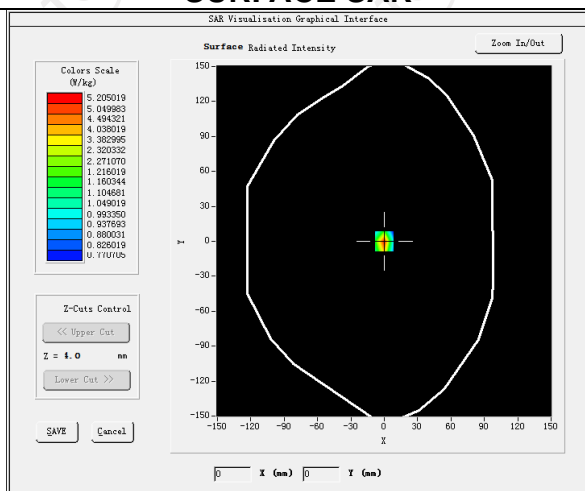 SURFACE SAR
SAR Visualisation Graphical Interface
Surface Radiated Intensity
Zoom In/Out
Colors Scale
(W/kg)
5.205019
5.049983
4.494321
4.038019
3.382995
2.320332
2.271070
1.216019
1.160344
1.104681
1.049019
0.993350
0.937693
0.880031
0.826019
0.770705
Z-Cuts Control
<< Upper Cut
Z = 4.0 mm
Lower Cut >>
SAVE Cancel
150
120
90
60
30
0
-30
-60
-90
-120
-150
Y
-150 -120 -90 -60 -30 0 30 60 90 120 150
X
0 X (mm) 0 Y (mm)